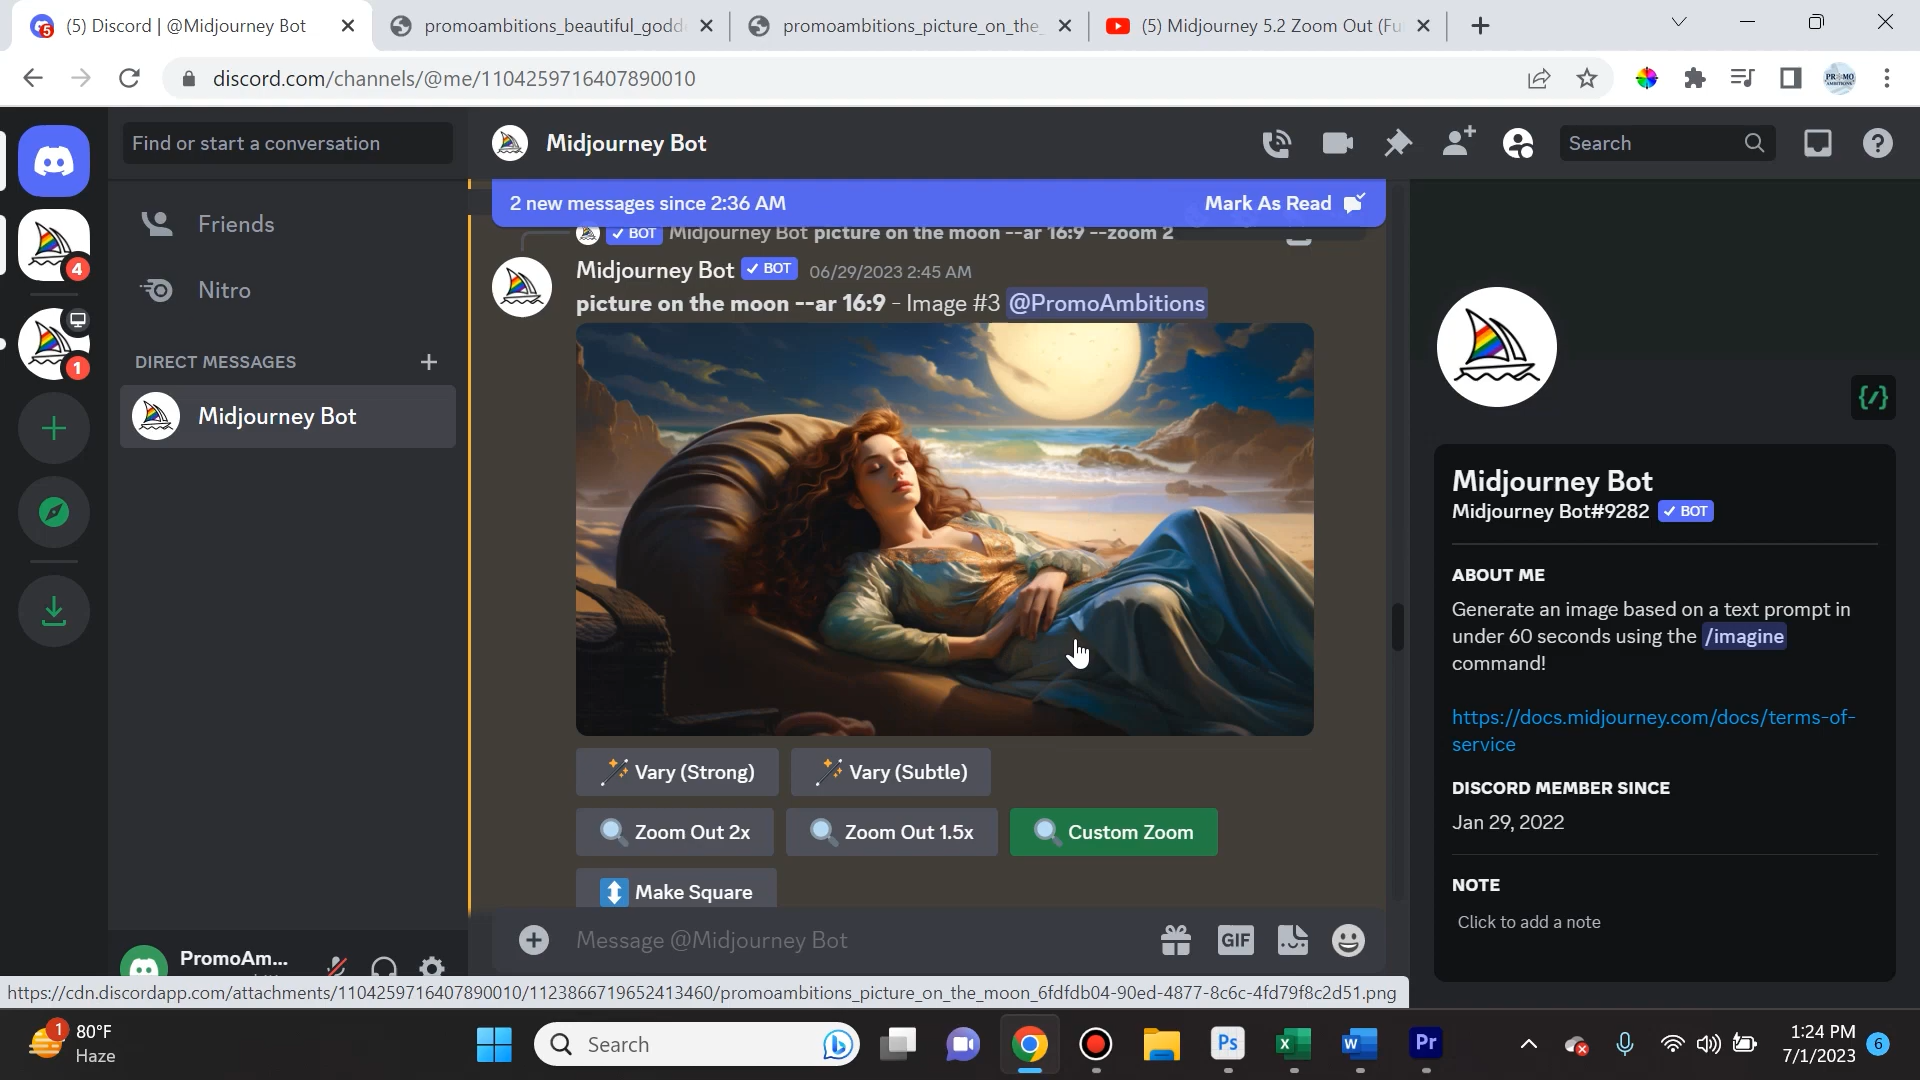 (5) Discord | @Midjourney Bot
promoambitions_beautiful_godd
promoambitions_picture_on_the_
(5) Midjourney 5.2 Zoom Out (Fu
discord.com/channels/@me/1104259716407890010
PROMO
AMBITIONS
Find or start a conversation
Midjourney Bot
Search
Friends
Nitro
4
1
DIRECT MESSAGES
Midjourney Bot
PromoAm...
2 new messages since 2:36 AM
Mark As Read
BOT Midjourney Bot picture on the moon --ar 16:9 --zoom 2
Midjourney Bot BOT 06/29/2023 2:45 AM
picture on the moon --ar 16:9 - Image #3 @PromoAmbitions
Vary (Strong)
Vary (Subtle)
Zoom Out 2x
Zoom Out 1.5x
Custom Zoom
Make Square
Message @Midjourney Bot
GIF
Midjourney Bot
Midjourney Bot#9282 BOT
ABOUT ME
Generate an image based on a text prompt in
under 60 seconds using the /imagine
command!
https://docs.midjourney.com/docs/terms-of-
service
DISCORD MEMBER SINCE
Jan 29, 2022
NOTE
Click to add a note
https://cdn.discordapp.com/attachments/1104259716407890010/1123866719652413460/promoambitions_picture_on_the_moon_6fdfdb04-90ed-4877-8c6c-4fd79f8c2d51.png
1
80°F
Haze
Search
Ps
X
W
Pr
1:24 PM
7/1/2023
6